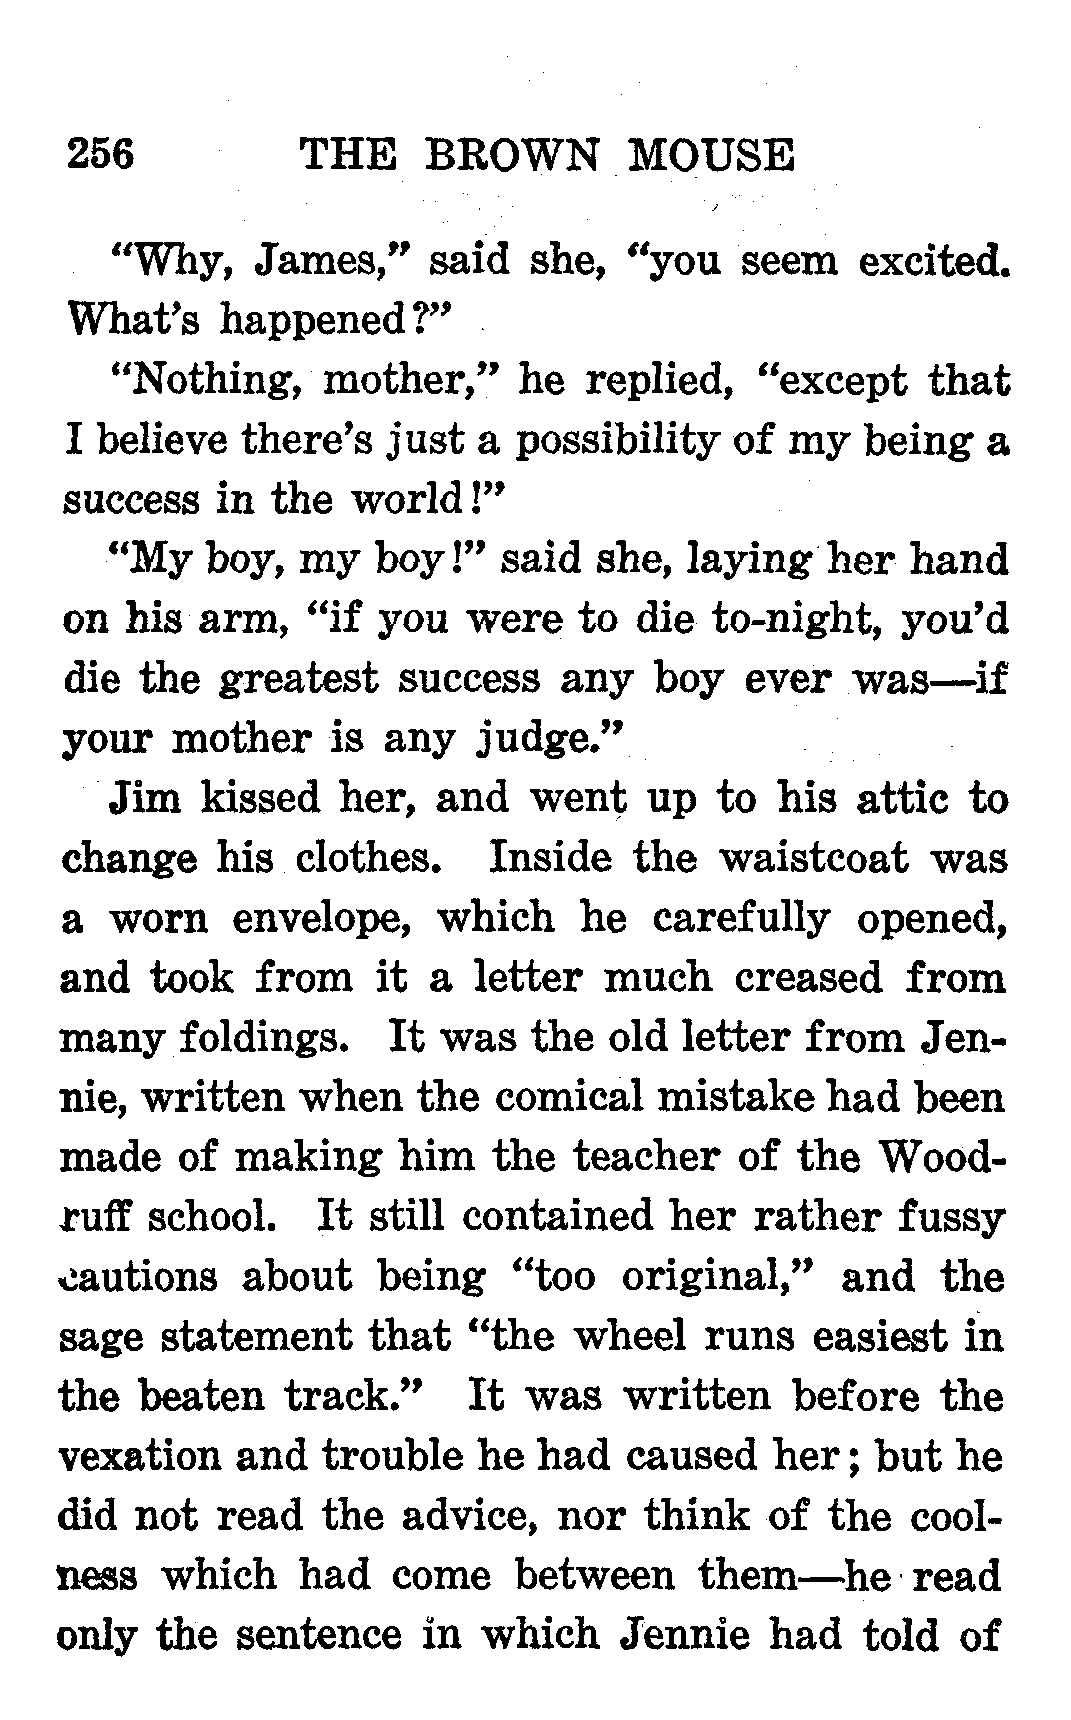 256 THE BROWN MOUSE
“Why, James,” said she, “you seem excited.
What’s happened?”
“Nothing, mother,” he replied, “except that
I believe there’s just a possibility of my being a
success in the world!”
“My boy, my boy!” said she, laying her hand
on his arm, “if you were to die to-night, you’d
die the greatest success any boy ever was—if
your mother is any judge.”
Jim kissed her, and went up to his attic to
change his clothes. Inside the waistcoat was
a worn envelope, which he carefully opened,
and took from it a letter much creased from
many foldings. It was the old letter from Jen-
nie, written when the comical mistake had been
made of making him the teacher of the Wood-
ruff school. It still contained her rather fussy
cautions about being “too original,” and the
sage statement that “the wheel runs easiest in
the beaten track.” It was written before the
vexation and trouble he had caused her; but he
did not read the advice, nor think of the cool-
ness which had come between them—he read
only the sentence in which Jennie had told of